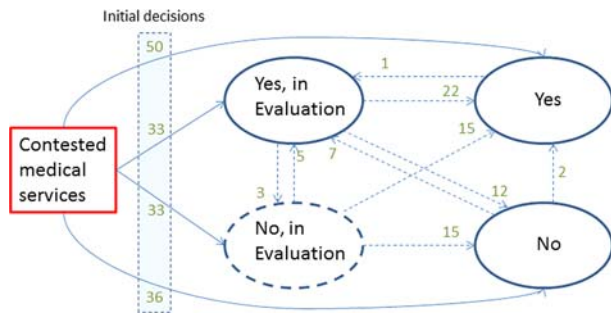 Initial decisions
50
1
Yes, in
Evaluation
22
Yes
33
15
Contested
medical
services
5
7
3
12
2
33
No, in
Evaluation
15
No
36